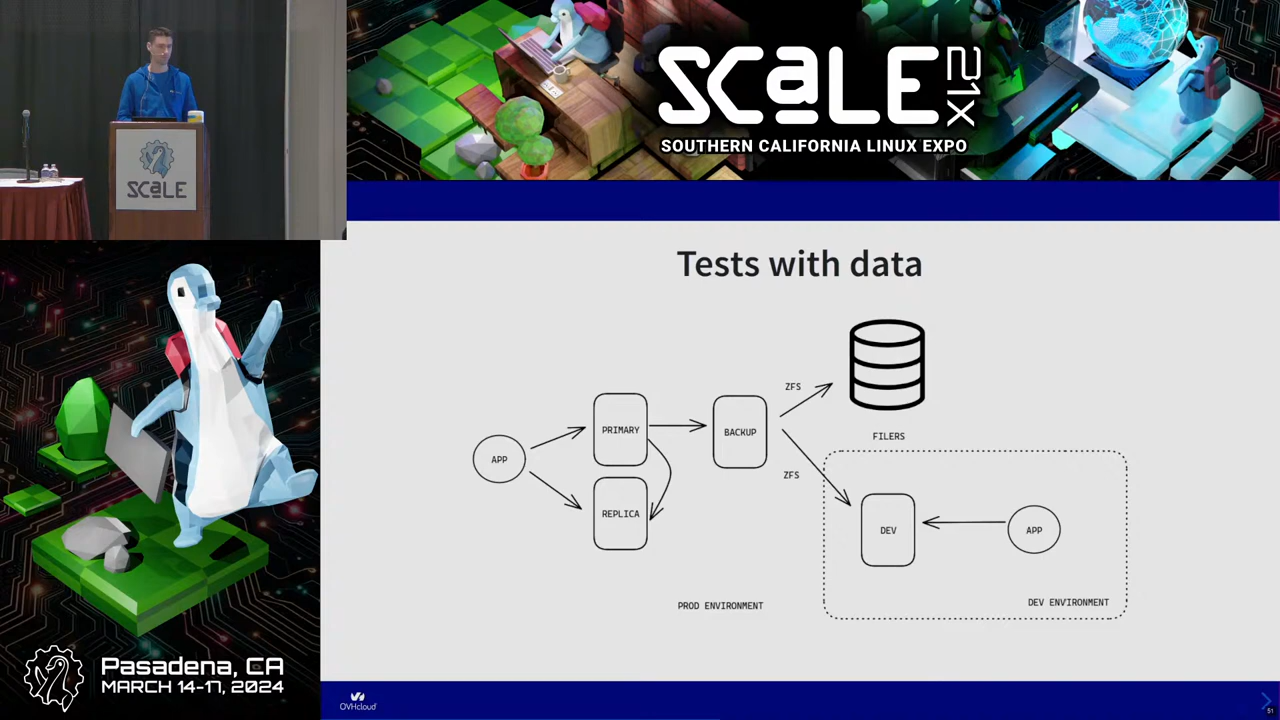 SCaLE 21x
SOUTHERN CALIFORNIA LINUX EXPO
SCaLE
Tests with data
ZFS
FILERS
PRIMARY
BACKUP
APP
REPLICA
ZFS
DEV
APP
PROD ENVIRONMENT
DEV ENVIRONMENT
Pasadena, CA
MARCH 14-17, 2024
OVHcloud
51